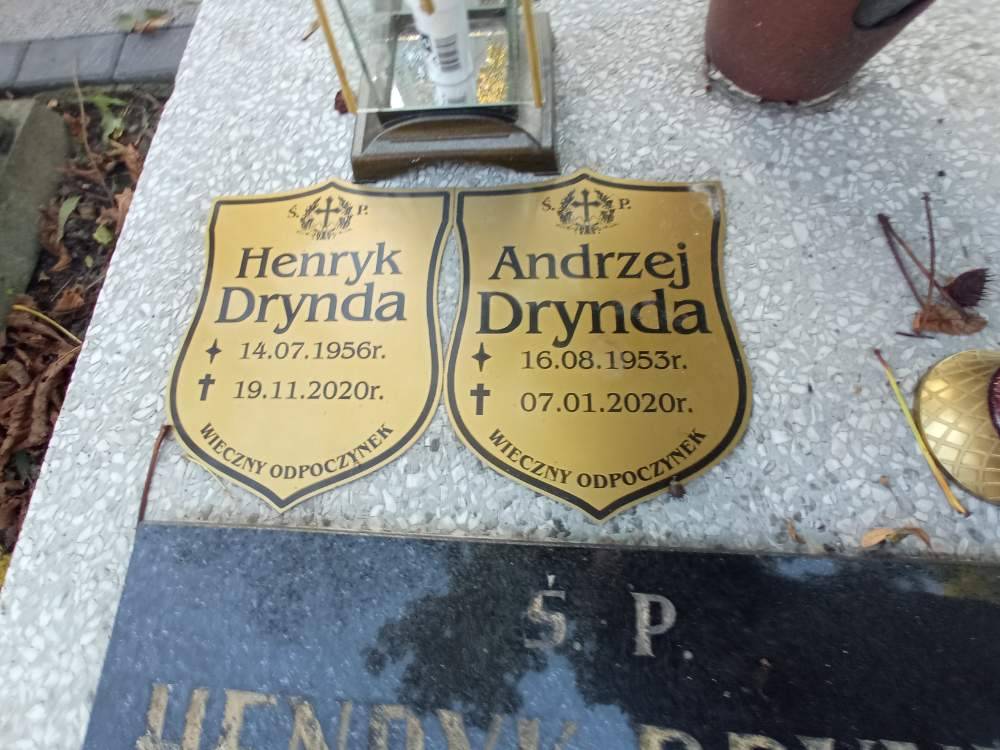 Ś. P.
Henryk
Drynda
14.07.1956r.
19.11.2020r.
WIECZNY ODPOCZYNEK
Ś. P.
Andrzej
Drynda
16.08.1953r.
07.01.2020r.
WIECZNY ODPOCZYNEK
Ś. P.
HENRYK